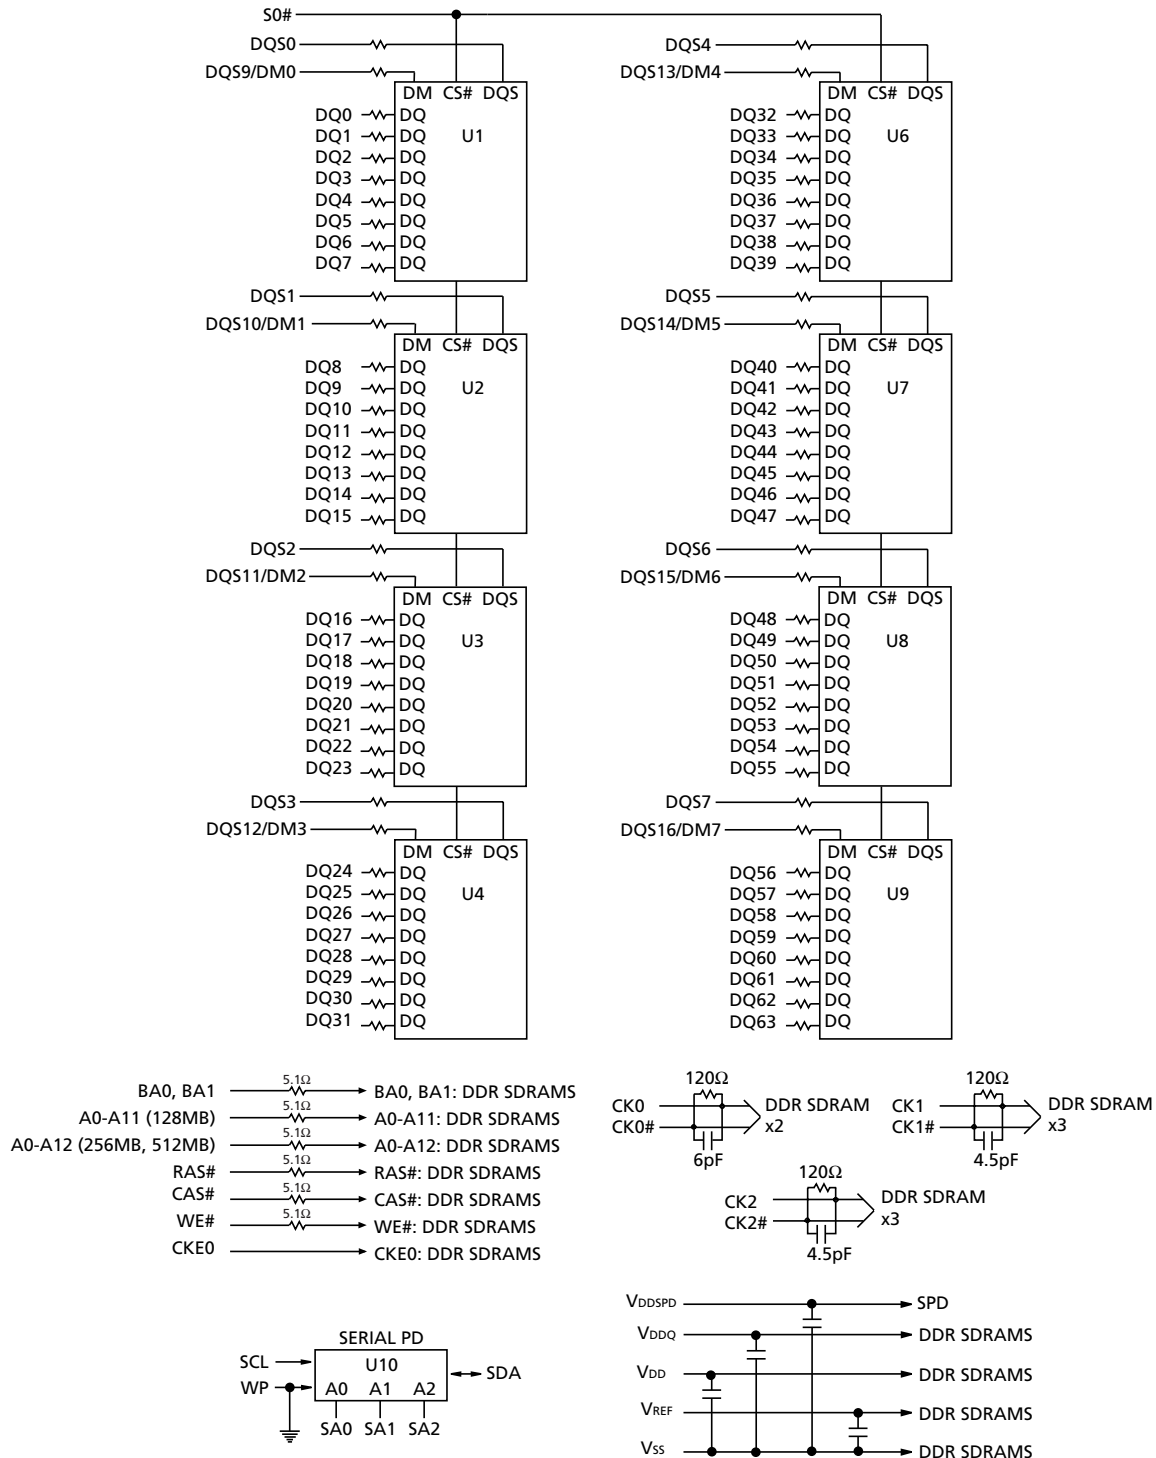 S0#
DQS0
DQS9/DM0
DM CS# DQS
U1
DQ0 DQ
DQ1 DQ
DQ2 DQ
DQ3 DQ
DQ4 DQ
DQ5 DQ
DQ6 DQ
DQ7 DQ
DQS1
DQS10/DM1
DM CS# DQS
U2
DQ8 DQ
DQ9 DQ
DQ10 DQ
DQ11 DQ
DQ12 DQ
DQ13 DQ
DQ14 DQ
DQ15 DQ
DQS2
DQS11/DM2
DM CS# DQS
U3
DQ16 DQ
DQ17 DQ
DQ18 DQ
DQ19 DQ
DQ20 DQ
DQ21 DQ
DQ22 DQ
DQ23 DQ
DQS3
DQS12/DM3
DM CS# DQS
U4
DQ24 DQ
DQ25 DQ
DQ26 DQ
DQ27 DQ
DQ28 DQ
DQ29 DQ
DQ30 DQ
DQ31 DQ
DQS4
DQS13/DM4
DM CS# DQS
U6
DQ32 DQ
DQ33 DQ
DQ34 DQ
DQ35 DQ
DQ36 DQ
DQ37 DQ
DQ38 DQ
DQ39 DQ
DQS5
DQS14/DM5
DM CS# DQS
U7
DQ40 DQ
DQ41 DQ
DQ42 DQ
DQ43 DQ
DQ44 DQ
DQ45 DQ
DQ46 DQ
DQ47 DQ
DQS6
DQS15/DM6
DM CS# DQS
U8
DQ48 DQ
DQ49 DQ
DQ50 DQ
DQ51 DQ
DQ52 DQ
DQ53 DQ
DQ54 DQ
DQ55 DQ
DQS7
DQS16/DM7
DM CS# DQS
U9
DQ56 DQ
DQ57 DQ
DQ58 DQ
DQ59 DQ
DQ60 DQ
DQ61 DQ
DQ62 DQ
DQ63 DQ
BA0, BA1 5.1Ω BA0, BA1: DDR SDRAMS
A0-A11 (128MB) 5.1Ω A0-A11: DDR SDRAMS
A0-A12 (256MB, 512MB) 5.1Ω A0-A12: DDR SDRAMS
RAS# 5.1Ω RAS#: DDR SDRAMS
CAS# 5.1Ω CAS#: DDR SDRAMS
WE# 5.1Ω WE#: DDR SDRAMS
CKE0 CKE0: DDR SDRAMS
120Ω
CK0 DDR SDRAM
CK0# x2
6pF
120Ω
CK1 DDR SDRAM
CK1# x3
4.5pF
120Ω
CK2 DDR SDRAM
CK2# x3
4.5pF
SERIAL PD
SCL U10 SDA
WP A0 A1 A2
SA0 SA1 SA2
VDDSPD SPD
VDDQ DDR SDRAMS
VDD DDR SDRAMS
VREF DDR SDRAMS
VSS DDR SDRAMS